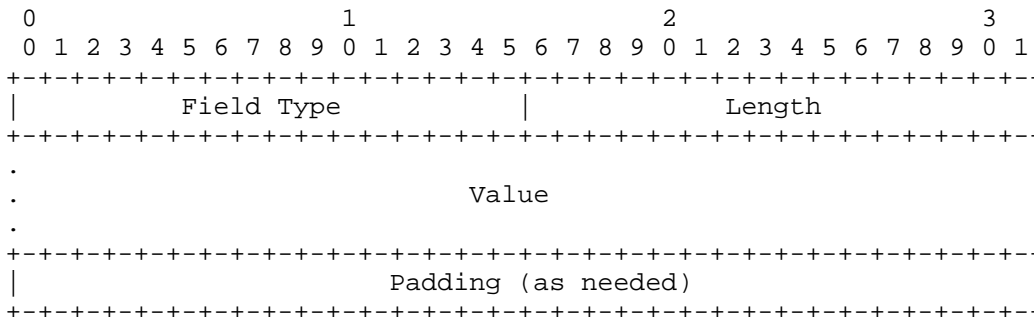 0                   1                   2                   3
 0 1 2 3 4 5 6 7 8 9 0 1 2 3 4 5 6 7 8 9 0 1 2 3 4 5 6 7 8 9 0 1
+-+-+-+-+-+-+-+-+-+-+-+-+-+-+-+-+-+-+-+-+-+-+-+-+-+-+-+-+-+-+-+-
|          Field Type           |            Length
+-+-+-+-+-+-+-+-+-+-+-+-+-+-+-+-+-+-+-+-+-+-+-+-+-+-+-+-+-+-+-+-
.
.                            Value
.
+-+-+-+-+-+-+-+-+-+-+-+-+-+-+-+-+-+-+-+-+-+-+-+-+-+-+-+-+-+-+-+-
|                       Padding (as needed)
+-+-+-+-+-+-+-+-+-+-+-+-+-+-+-+-+-+-+-+-+-+-+-+-+-+-+-+-+-+-+-+-